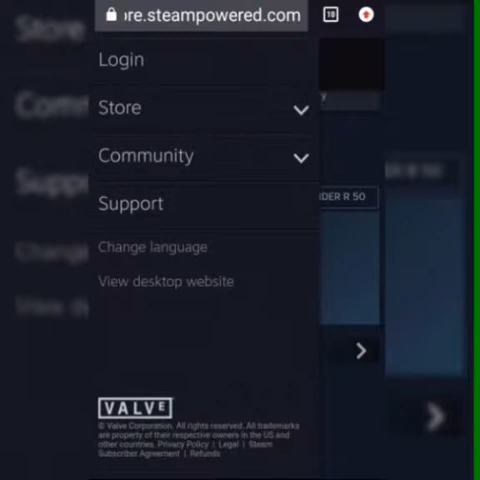 re.steampowered.com
18
Login
Store
Community
Support
DER R 50
Change language
View desktop website
VALVE
© Valve Corporation. All rights reserved. All trademarks
are property of their respective owners in the US and
other countries. Privacy Policy | Legal | Steam
Subscriber Agreement | Refunds